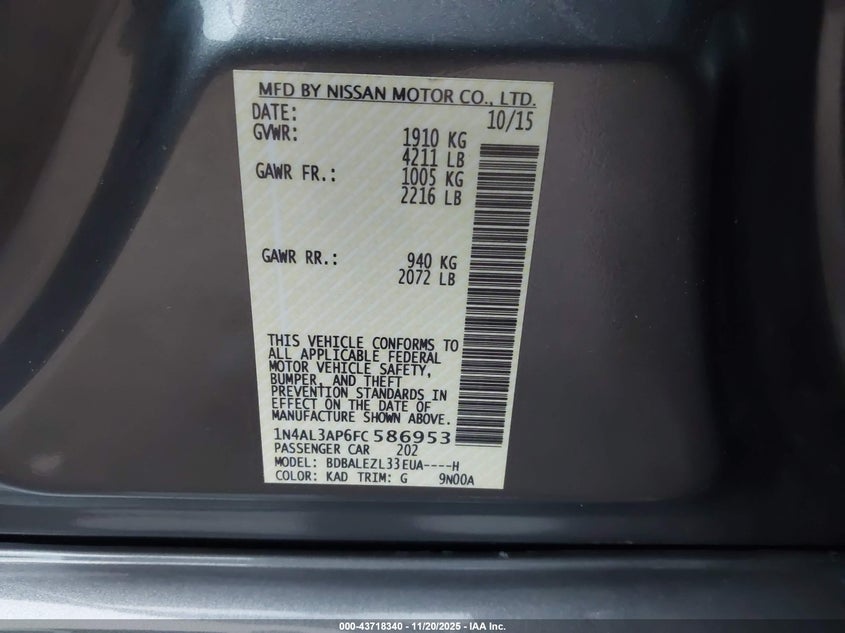 MFD BY NISSAN MOTOR CO., LTD.
DATE: 10/15
GVWR: 1910 KG
4211 LB
GAWR FR.: 1005 KG
2216 LB
GAWR RR.: 940 KG
2072 LB
THIS VEHICLE CONFORMS TO
ALL APPLICABLE FEDERAL
MOTOR VEHICLE SAFETY,
BUMPER, AND THEFT
PREVENTION STANDARDS IN
EFFECT ON THE DATE OF
MANUFACTURE SHOWN ABOVE.
1N4AL3AP6FC586953
PASSENGER CAR 202
MODEL: BDBALEZL33EUA----H
COLOR: KAD TRIM: G 9N00A
000-43718340 - 11/20/2025 - IAA Inc.